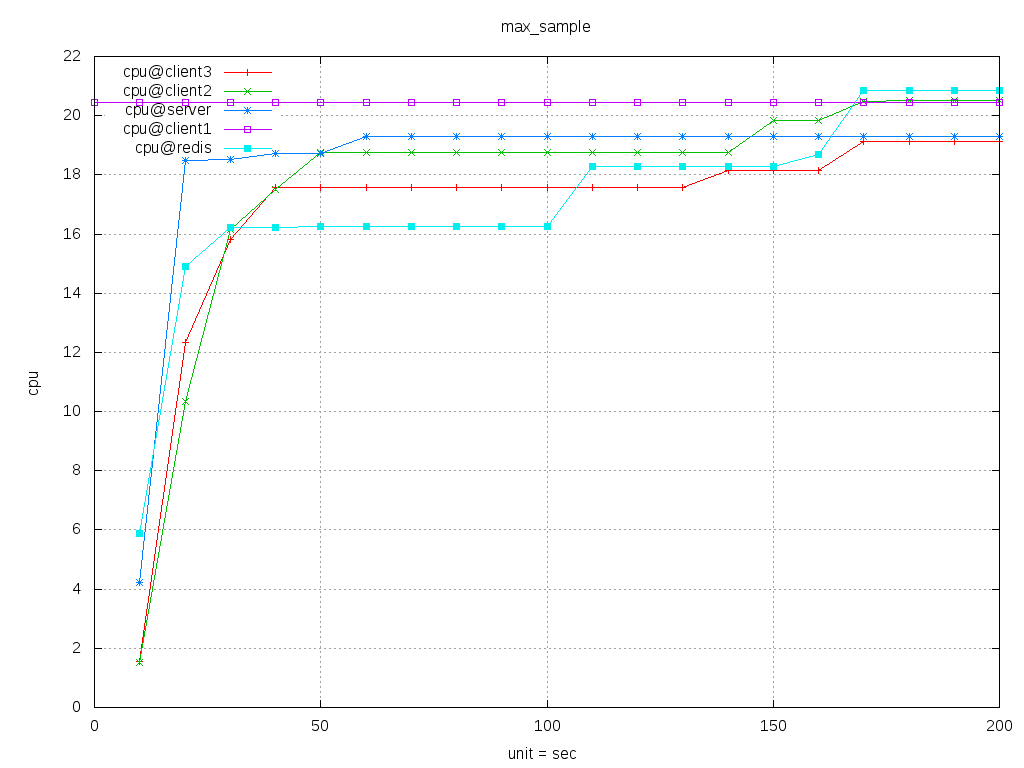 max_sample
22
20
18
16
14
12
10
8
6
4
2
0
cpu
cpu@client3
cpu@client2
cpu@server
cpu@client1
cpu@redis
0
50
100
150
200
unit = sec